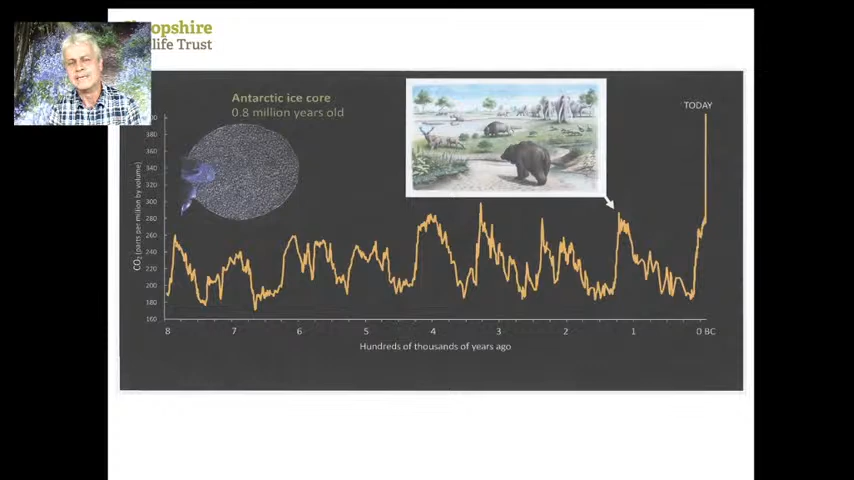 opshire
life Trust
Antarctic ice core
0.8 million years old
TODAY
CO₂ (parts per million by volume)
380
360
340
320
300
280
260
240
220
200
180
160
8 7 6 5 4 3 2 1 0 BC
Hundreds of thousands of years ago